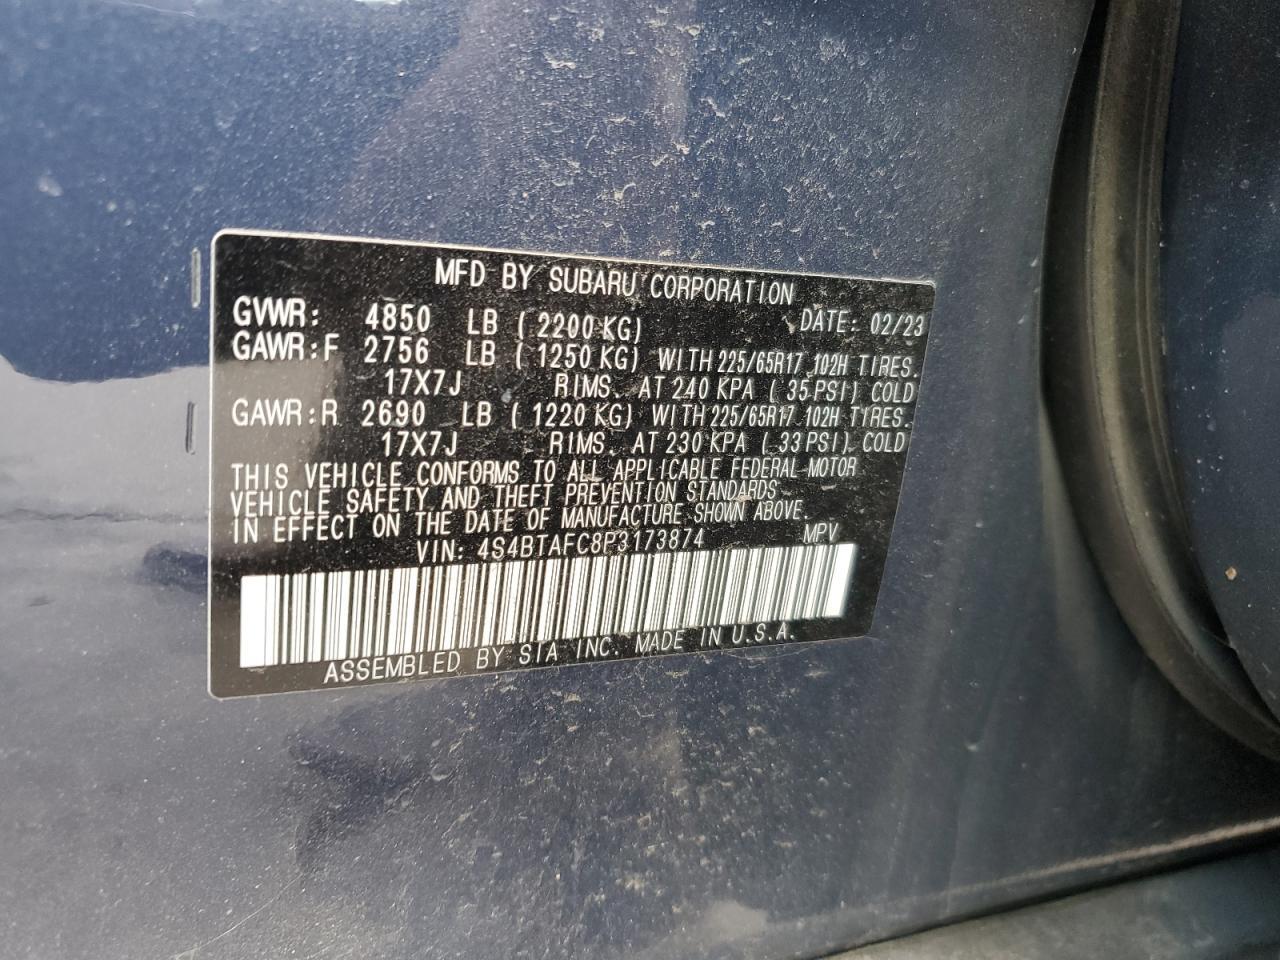 MFD BY SUBARU CORPORATION
GVWR: 4850 LB ( 2200 KG) DATE: 02/23
GAWR:F 2756 LB ( 1250 KG) WITH 225/65R17 102H TIRES.
17X7J RIMS. AT 240 KPA ( 35 PSI) COLD
GAWR:R 2690 LB ( 1220 KG) WITH 225/65R17 102H TIRES.
17X7J RIMS. AT 230 KPA ( 33 PSI) COLD
THIS VEHICLE CONFORMS TO ALL APPLICABLE FEDERAL MOTOR
VEHICLE SAFETY AND THEFT PREVENTION STANDARDS
IN EFFECT ON THE DATE OF MANUFACTURE SHOWN ABOVE.
VIN: 4S4BTAFC8P3173874 MPV
ASSEMBLED BY SIA INC. MADE IN U.S.A.